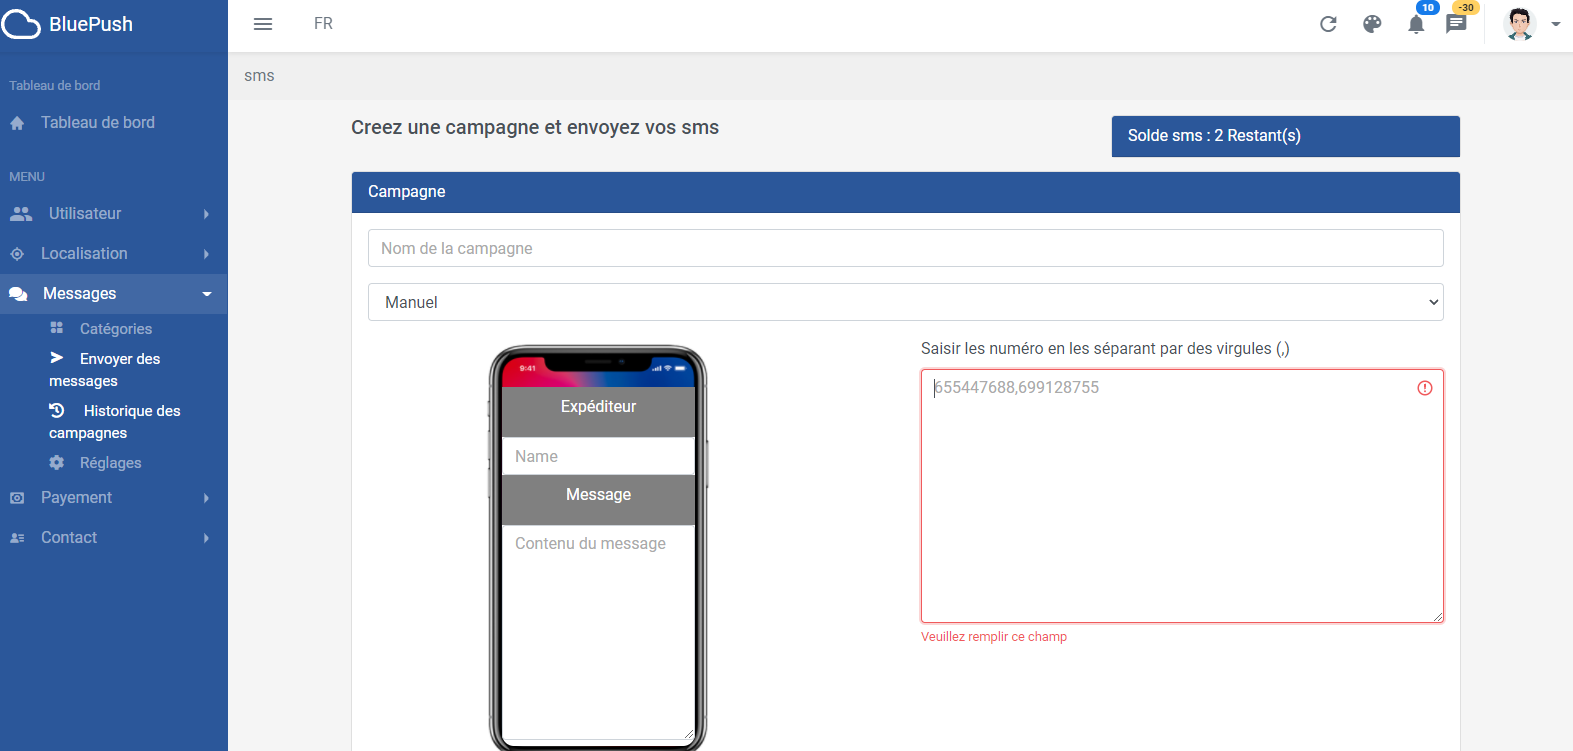 BluePush
FR
10
-30
sms
Tableau de bord
Tableau de bord
MENU
Utilisateur
Localisation
Messages
Catégories
Envoyer des
messages
Historique des
campagnes
Réglages
Payement
Contact
Creez une campagne et envoyez vos sms
Solde sms : 2 Restant(s)
Campagne
Nom de la campagne
Manuel
9:41
Expéditeur
Name
Message
Contenu du message
Saisir les numéro en les séparant par des virgules (,)
655447688,699128755
Veuillez remplir ce champ